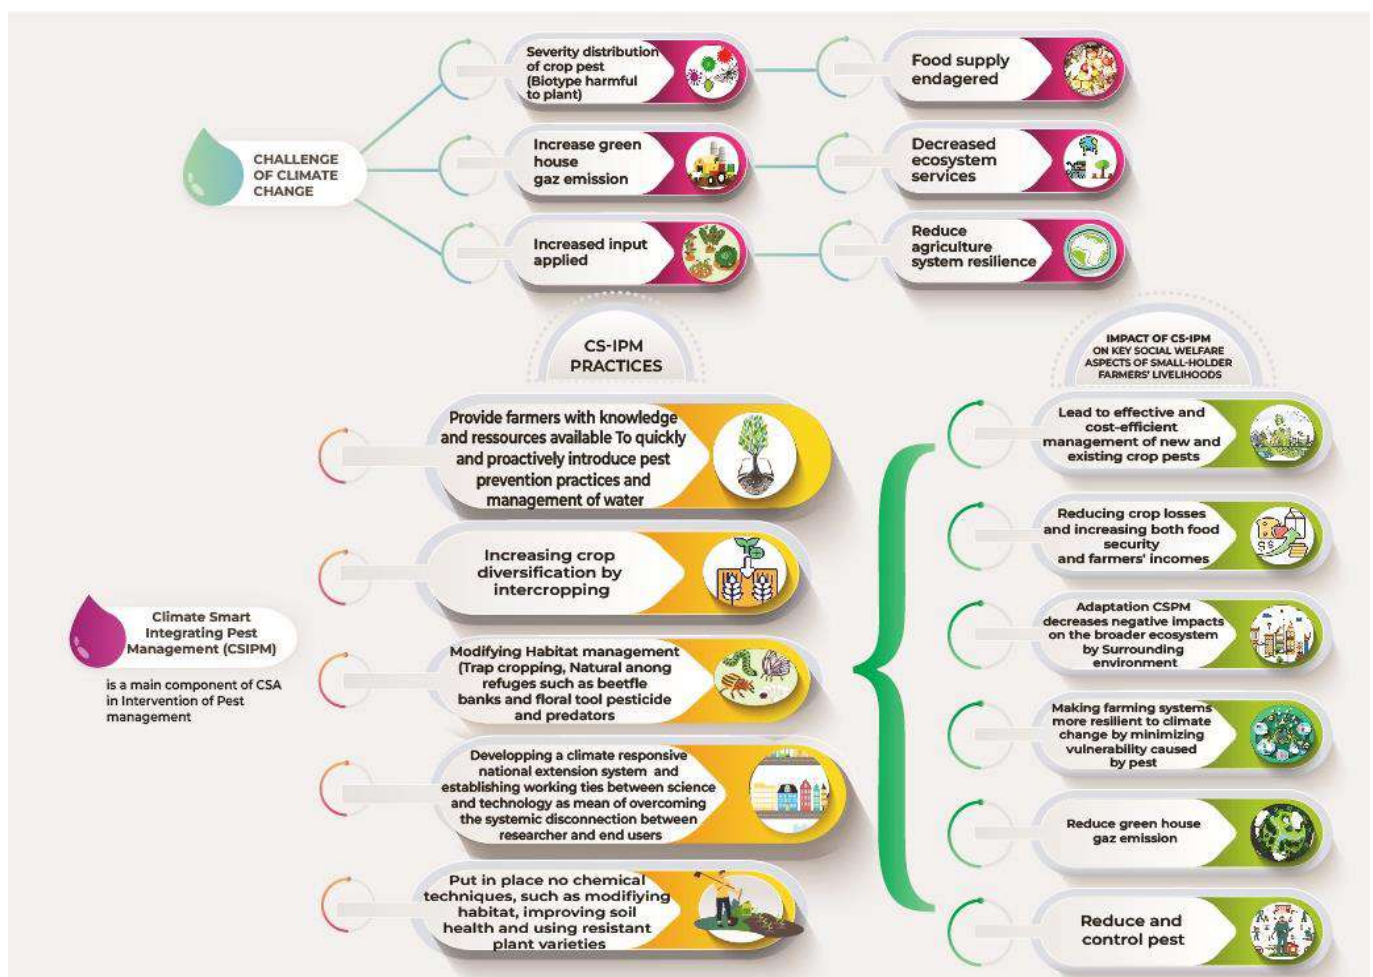 CHALLENGE
OF CLIMATE
CHANGE
Severity distribution
of crop pest
(Biotype harmful
to plant)
Food supply
endagered
Increase green
house
gaz emission
Decreased
ecosystem
services
Increased input
applied
Reduce
agriculture
system resilience
CS-IPM
PRACTICES
IMPACT OF CS-IPM
ON KEY SOCIAL WELFARE
ASPECTS OF SMALL-HOLDER
FARMERS' LIVELIHOODS
Climate Smart
Integrating Pest
Management (CSIPM)
is a main component of CSA
in Intervention of Pest
management
Provide farmers with knowledge
and ressources available To quickly
and proactively introduce pest
prevention practices and
management of water
Increasing crop
diversification by
intercropping
Modifying Habitat management
(Trap cropping, Natural anong
refuges such as beetfle
banks and floral tool pesticide
and predators
Developping a climate responsive
national extension system and
establishing working ties between science
and technology as mean of overcoming
the systemic disconnection between
researcher and end users
Put in place no chemical
techniques, such as modifiying
habitat, improving soil
health and using resistant
plant varieties
Lead to effective and
cost-efficient
management of new and
existing crop pests
Reducing crop losses
and increasing both food
security
and farmers' incomes
Adaptation CSPM
decreases negative impacts
on the broader ecosystem
by Surrounding
environment
Making farming systems
more resilient to climate
change by minimizing
vulnerability caused
by pest
Reduce green house
gaz emission
Reduce and
control pest